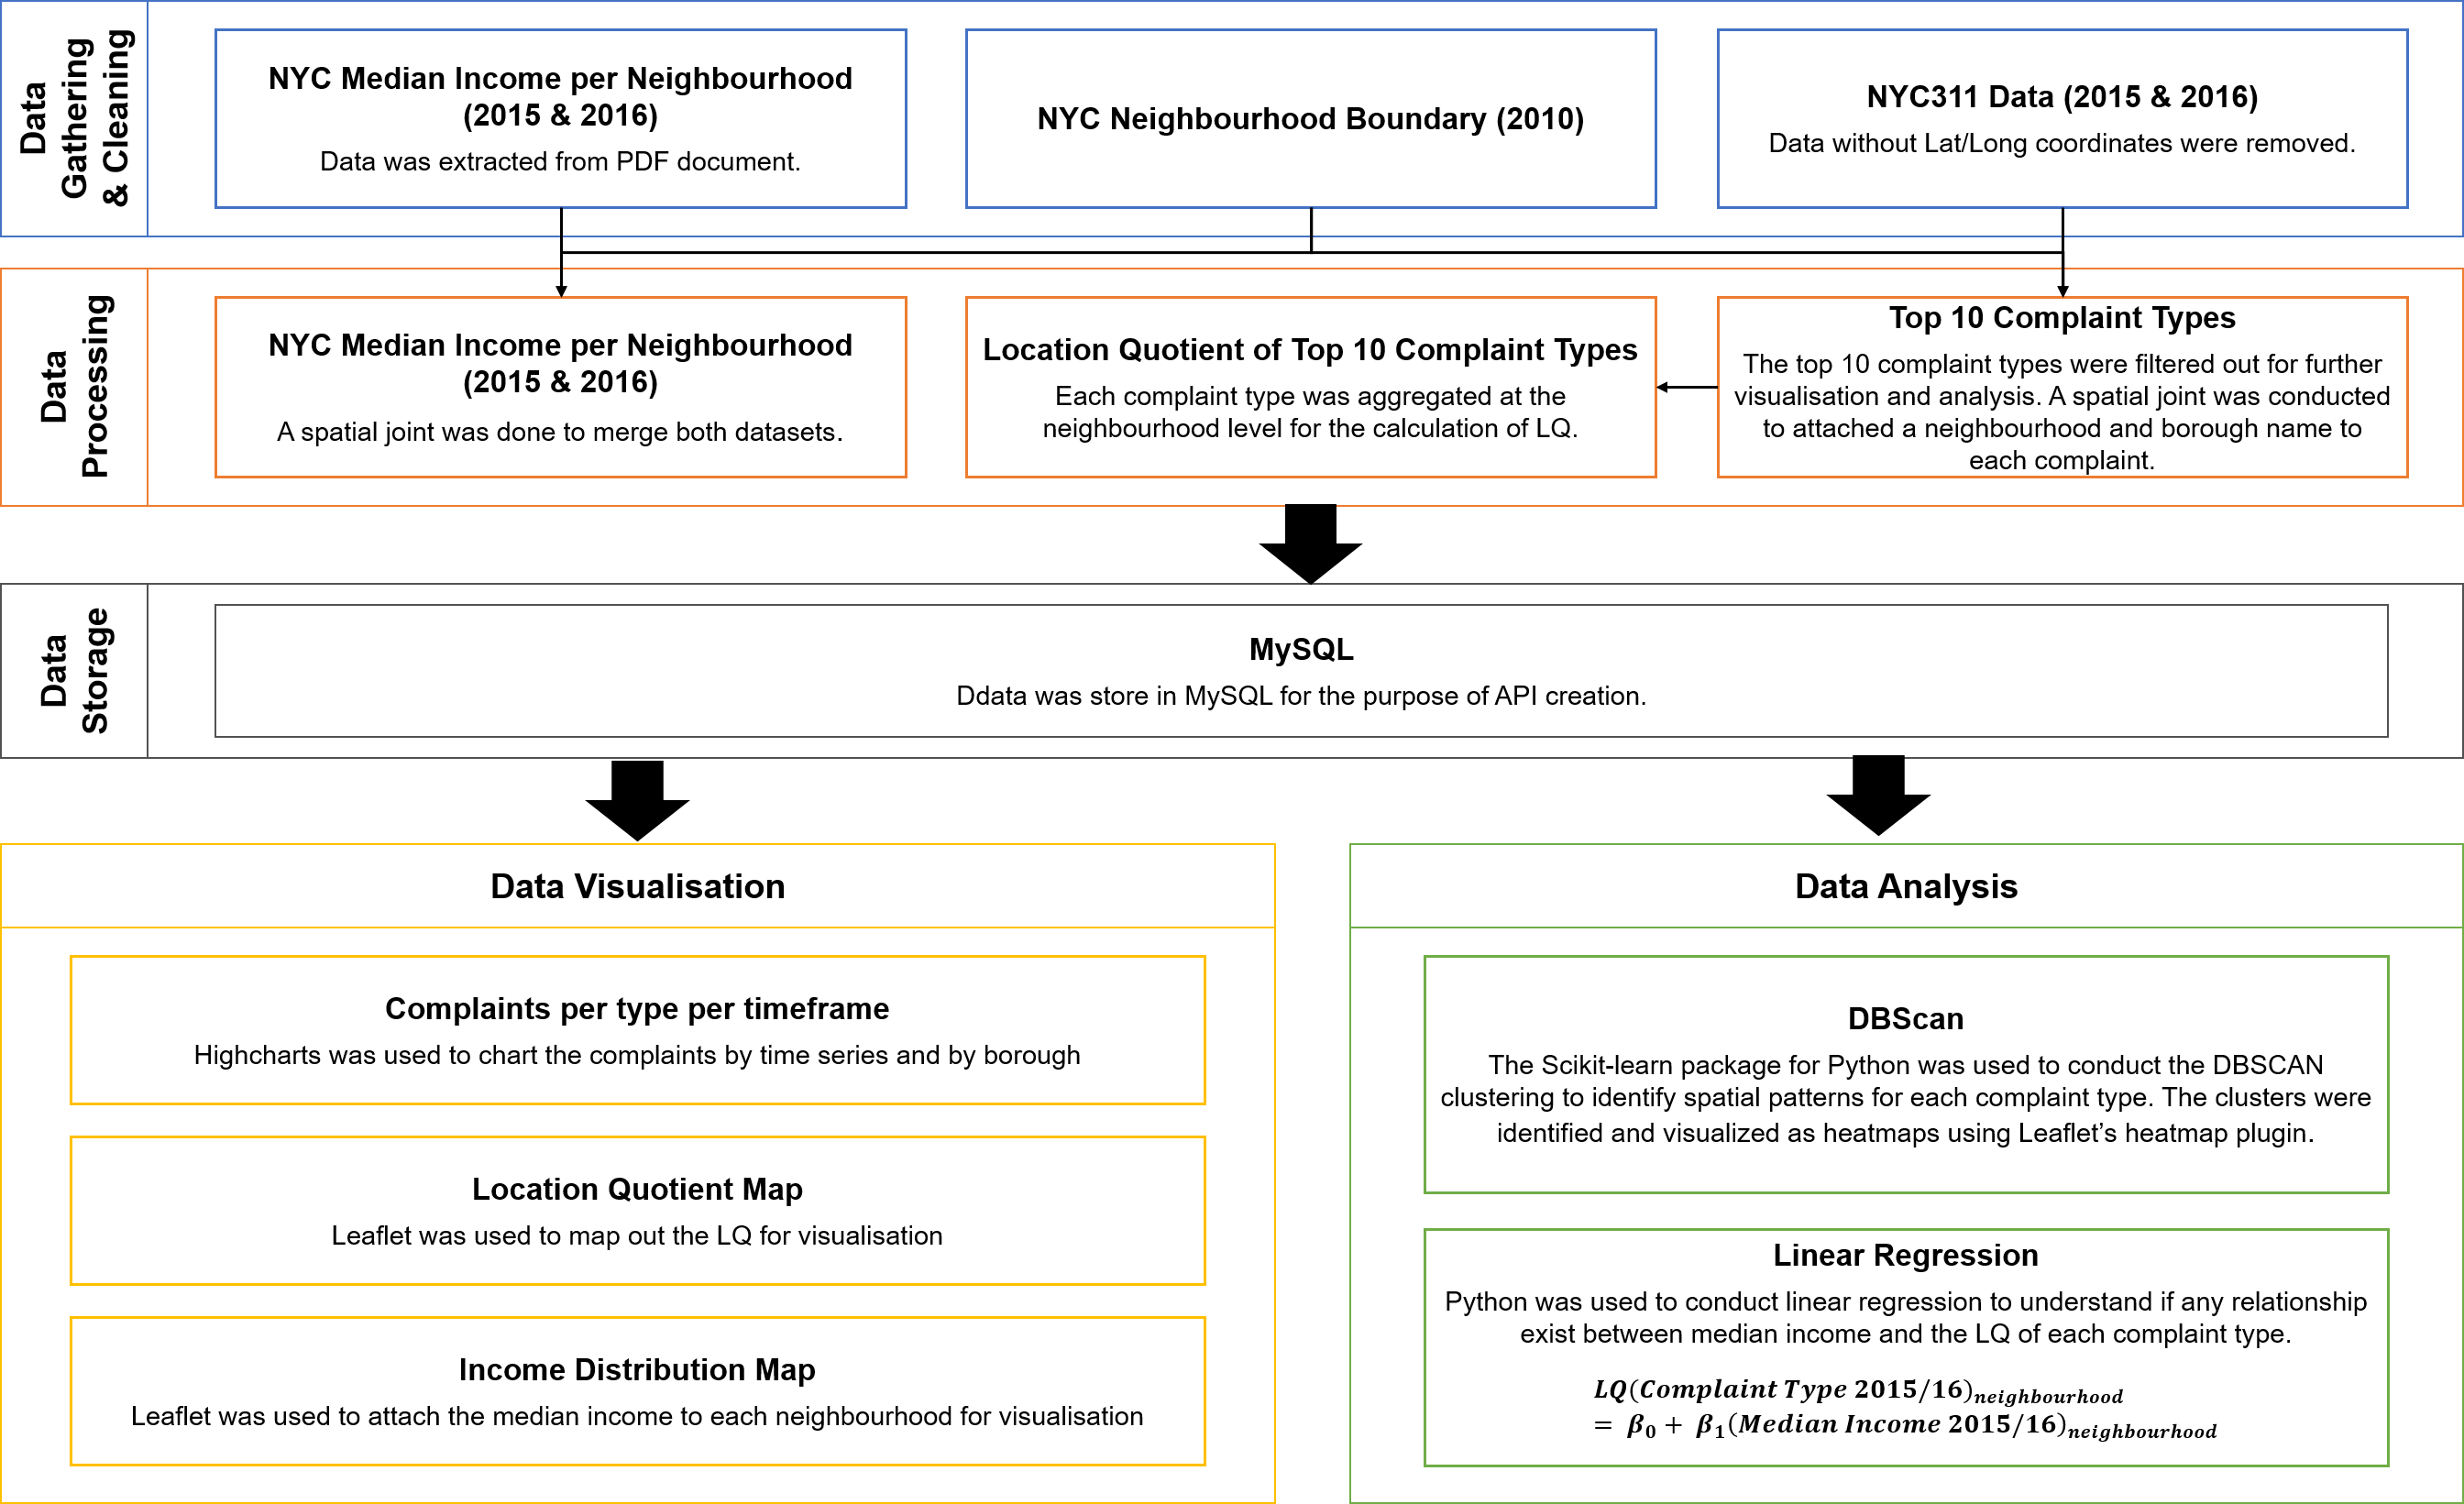 Data
Gathering
& Cleaning
NYC Median Income per Neighbourhood
(2015 & 2016)
Data was extracted from PDF document.
NYC Neighbourhood Boundary (2010)
NYC311 Data (2015 & 2016)
Data without Lat/Long coordinates were removed.
Data
Processing
NYC Median Income per Neighbourhood
(2015 & 2016)
A spatial joint was done to merge both datasets.
Location Quotient of Top 10 Complaint Types
Each complaint type was aggregated at the
neighbourhood level for the calculation of LQ.
Top 10 Complaint Types
The top 10 complaint types were filtered out for further
visualisation and analysis. A spatial joint was conducted
to attached a neighbourhood and borough name to
each complaint.
Data
Storage
MySQL
Ddata was store in MySQL for the purpose of API creation.
Data Visualisation
Complaints per type per timeframe
Highcharts was used to chart the complaints by time series and by borough
Location Quotient Map
Leaflet was used to map out the LQ for visualisation
Income Distribution Map
Leaflet was used to attach the median income to each neighbourhood for visualisation
Data Analysis
DBScan
The Scikit-learn package for Python was used to conduct the DBSCAN
clustering to identify spatial patterns for each complaint type. The clusters were
identified and visualized as heatmaps using Leaflet’s heatmap plugin.
Linear Regression
Python was used to conduct linear regression to understand if any relationship
exist between median income and the LQ of each complaint type.
LQ(Complaint Type 2015/16)neighbourhood
= β0 + β1(Median Income 2015/16)neighbourhood